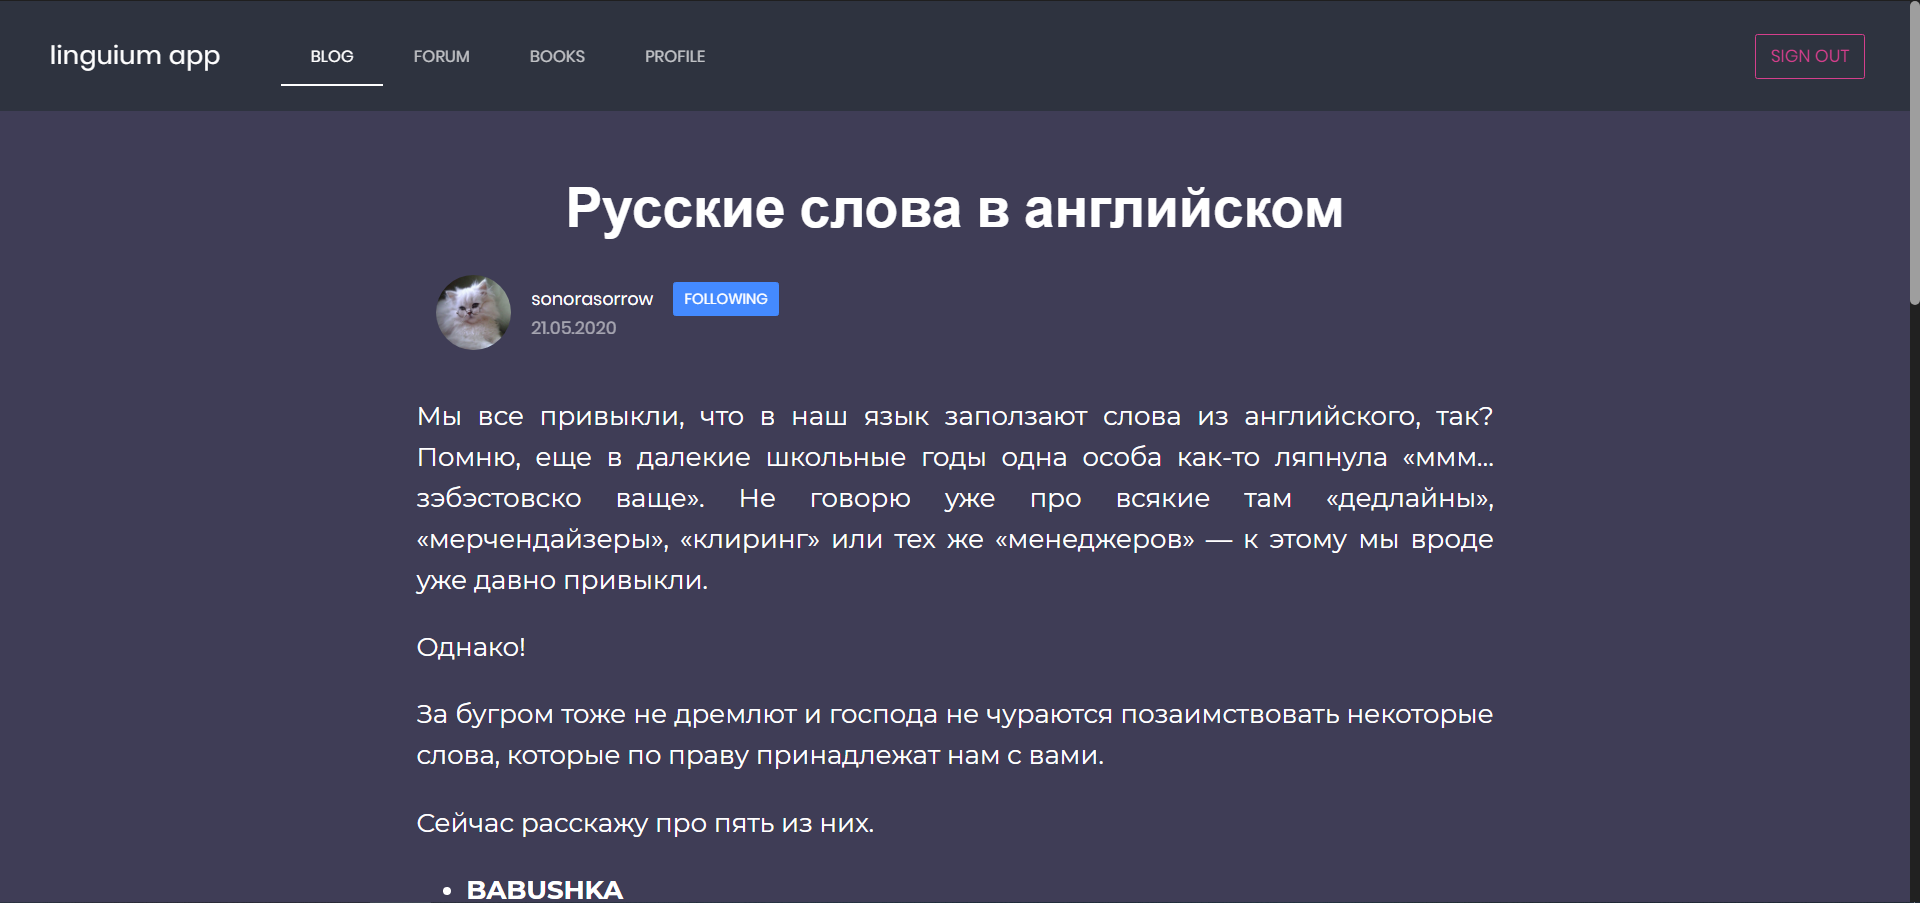 linguium app
BLOG
FORUM
BOOKS
PROFILE
SIGN OUT
Русские слова в английском
sonorasorrow
FOLLOWING
21.05.2020
Мы все привыкли, что в наш язык заползают слова из английского, так?
Помню, еще в далекие школьные годы одна особа как-то ляпнула «ммм...
зэбэстовско ваще». Не говорю уже про всякие там «дедлайны»,
«мерчендайзеры», «клиринг» или тех же «менеджеров» — к этому мы вроде
уже давно привыкли.
Однако!
За бугром тоже не дремлют и господа не чураются позаимствовать некоторые
слова, которые по праву принадлежат нам с вами.
Сейчас расскажу про пять из них.
• BABUSHKA